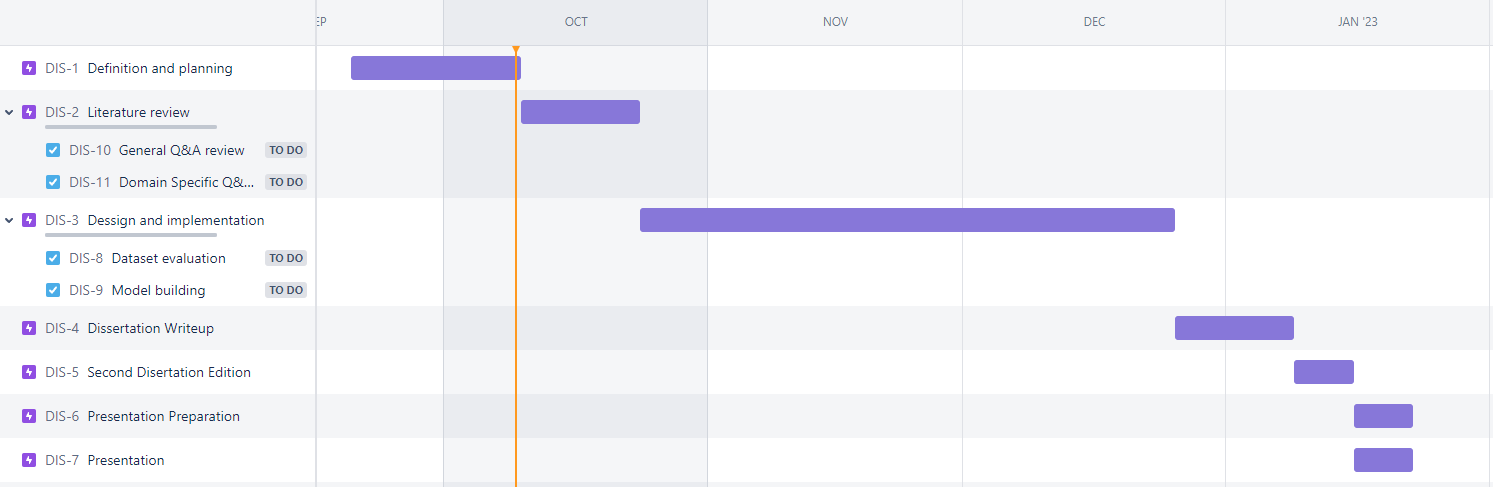 EP OCT NOV DEC JAN '23
DIS-1 Definition and planning
DIS-2 Literature review
DIS-10 General Q&A review TO DO
DIS-11 Domain Specific Q&... TO DO
DIS-3 Dessign and implementation
DIS-8 Dataset evaluation TO DO
DIS-9 Model building TO DO
DIS-4 Dissertation Writeup
DIS-5 Second Disertation Edition
DIS-6 Presentation Preparation
DIS-7 Presentation